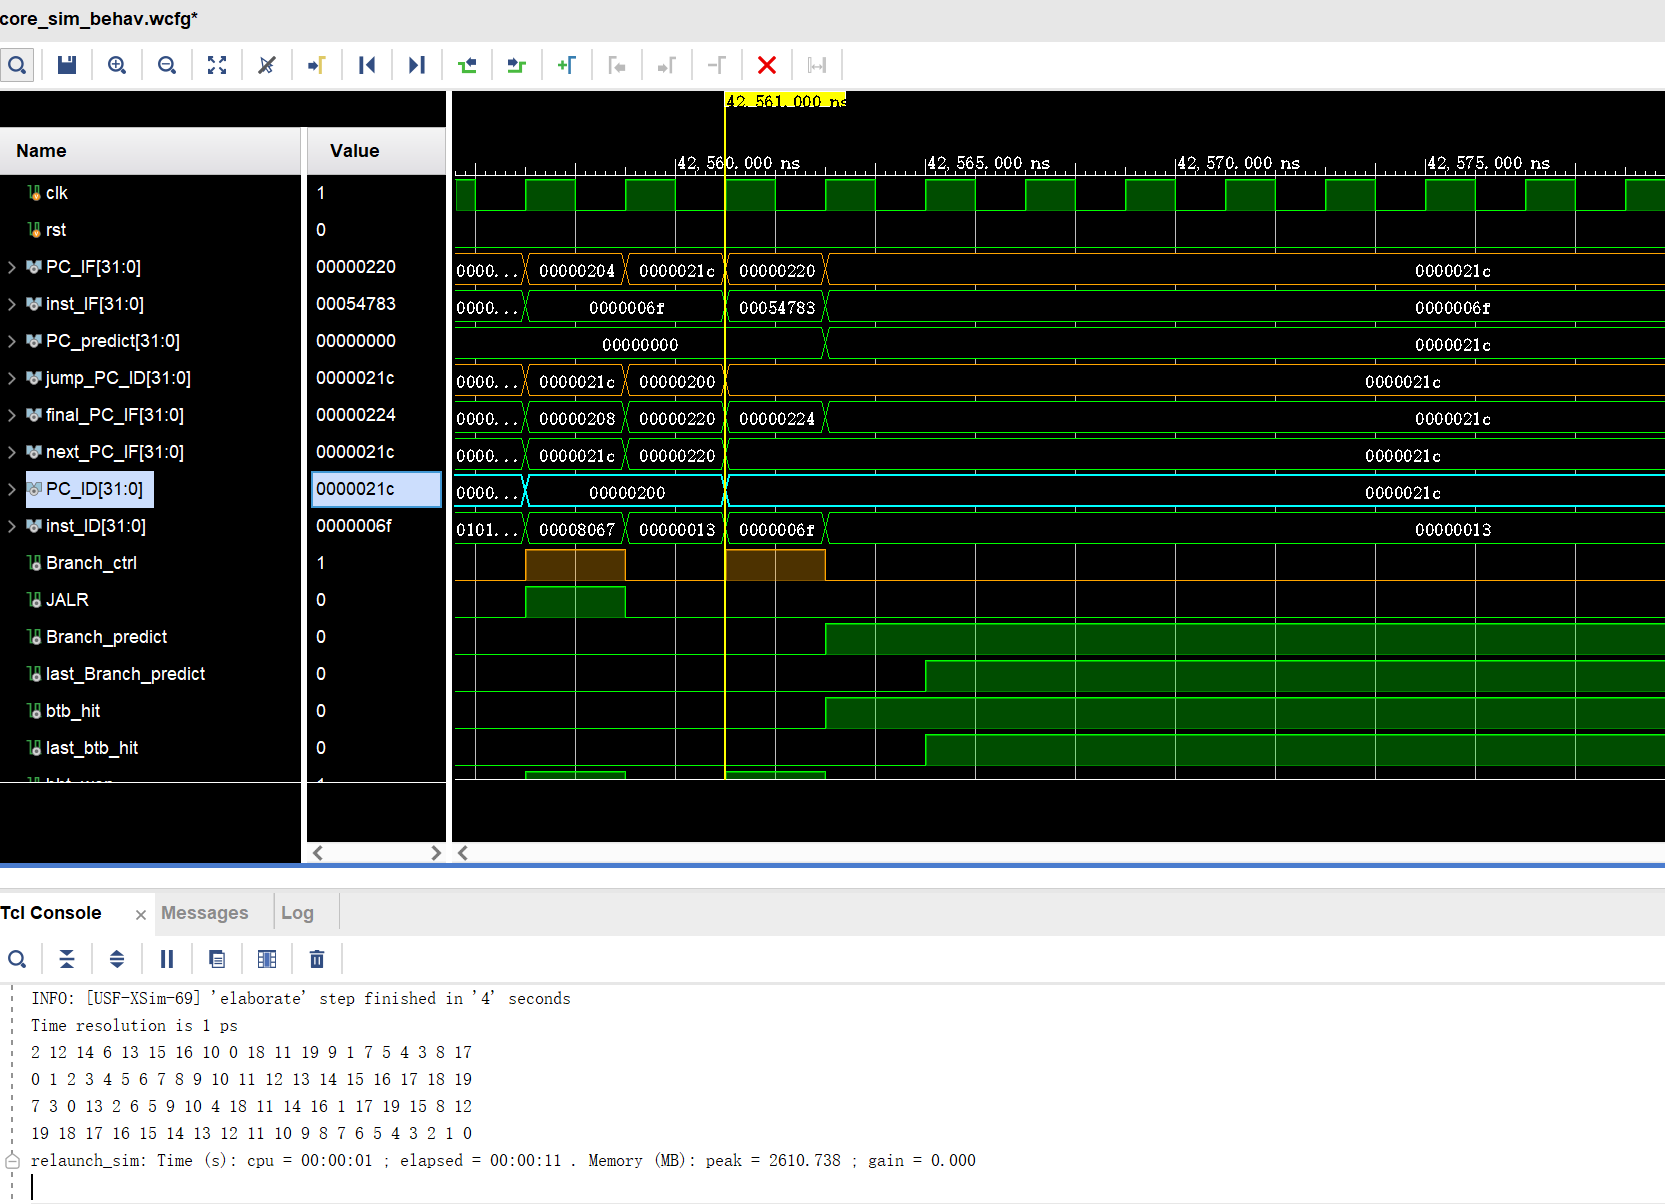 core_sim_behav.wcfg*
42,561.000 ns
Name Value
42,560.000 ns 42,565.000 ns 42,570.000 ns 42,575.000 ns
clk 1
rst 0
PC_IF[31:0] 00000220 0000... 00000204 0000021c 00000220 0000021c
inst_IF[31:0] 00054783 0000... 0000006f 00054783 0000006f
PC_predict[31:0] 00000000 00000000 0000021c
jump_PC_ID[31:0] 0000021c 0000... 0000021c 00000200 0000021c
final_PC_IF[31:0] 00000224 0000... 00000208 00000220 00000224 0000021c
next_PC_IF[31:0] 0000021c 0000... 0000021c 00000220 0000021c
PC_ID[31:0] 0000021c 0000... 00000200 0000021c
inst_ID[31:0] 0000006f 0101... 00008067 00000013 0000006f 00000013
Branch_ctrl 1
JALR 0
Branch_predict 0
last_Branch_predict 0
btb_hit 0
last_btb_hit 0
Tcl Console × Messages Log
INFO: [USF-XSim-69] 'elaborate' step finished in '4' seconds
Time resolution is 1 ps
2 12 14 6 13 15 16 10 0 18 11 19 9 1 7 5 4 3 8 17
0 1 2 3 4 5 6 7 8 9 10 11 12 13 14 15 16 17 18 19
7 3 0 13 2 6 5 9 10 4 18 11 14 16 1 17 19 15 8 12
19 18 17 16 15 14 13 12 11 10 9 8 7 6 5 4 3 2 1 0
relaunch_sim: Time (s): cpu = 00:00:01 ; elapsed = 00:00:11 . Memory (MB): peak = 2610.738 ; gain = 0.000